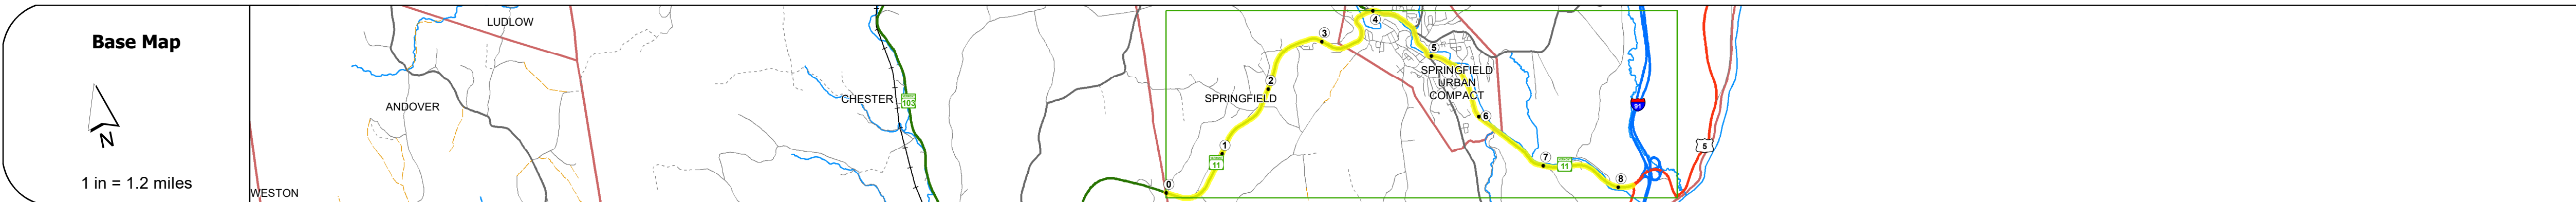 Base Map
N
1 in = 1.2 miles
LUDLOW
ANDOVER
WESTON
CHESTER
103
SPRINGFIELD
SPRINGFIELD
URBAN
COMPACT
0
1
2
3
4
5
6
7
8
11
11
91
5